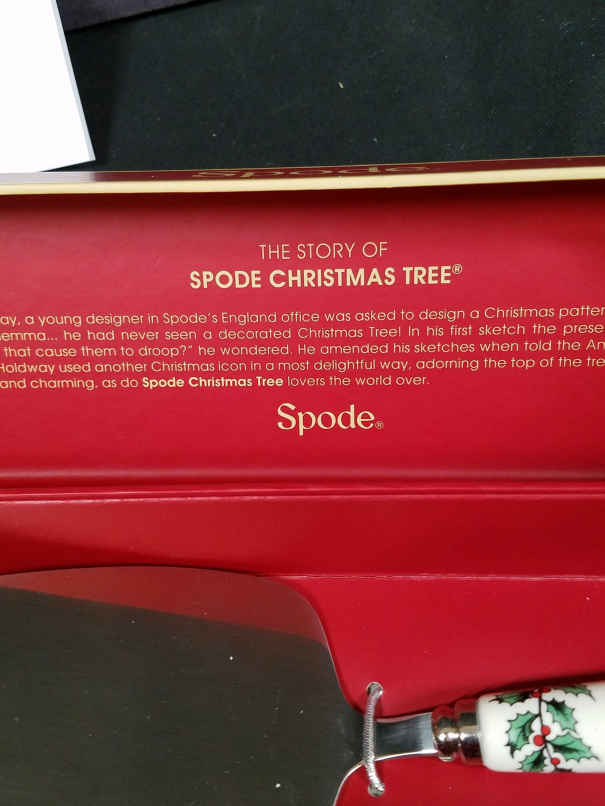 Spode
THE STORY OF
SPODE CHRISTMAS TREE®
ay, a young designer in Spode's England office was asked to design a Christmas patter
emma... he had never seen a decorated Christmas Tree! In his first sketch the prese
that cause them to droop?" he wondered. He amended his sketches when told the Am
Holdway used another Christmas icon in a most delightful way, adorning the top of the tre
and charming, as do Spode Christmas Tree lovers the world over.
Spode®